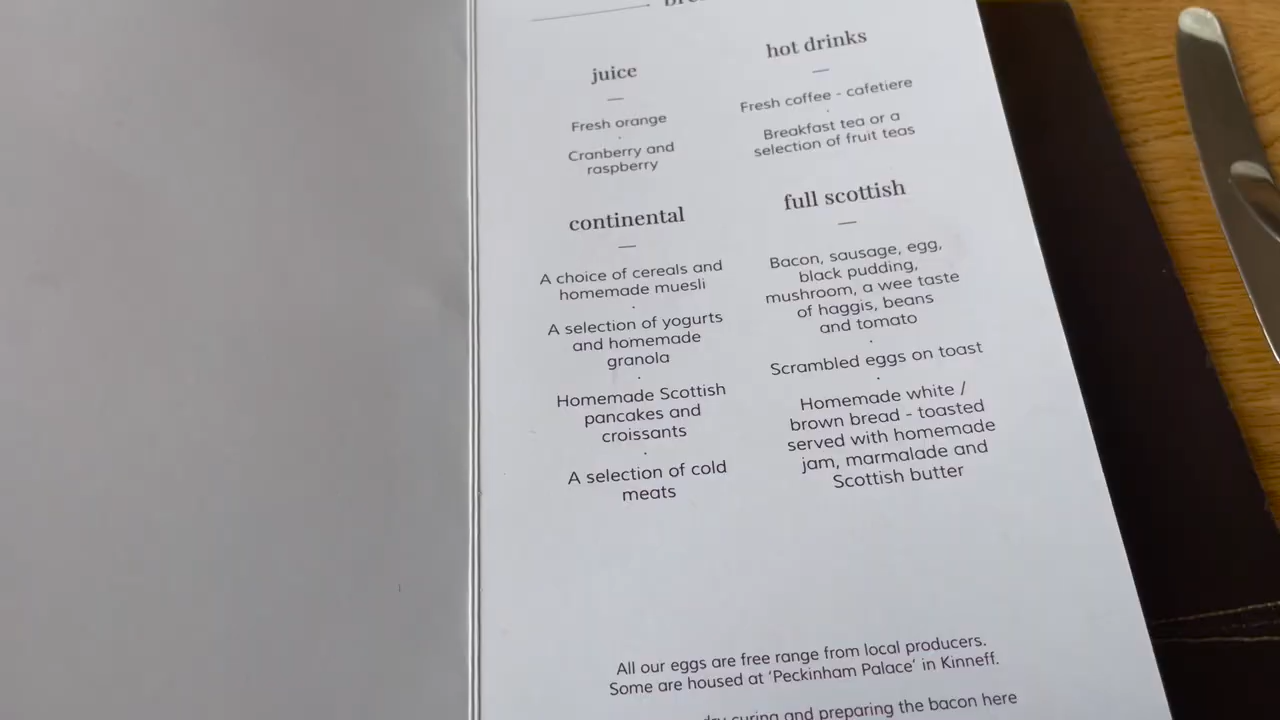 juice
Fresh orange
Cranberry and
raspberry
hot drinks
Fresh coffee - cafetiere
Breakfast tea or a
selection of fruit teas
continental
A choice of cereals and
homemade muesli
A selection of yogurts
and homemade
granola
Homemade Scottish
pancakes and
croissants
A selection of cold
meats
full scottish
Bacon, sausage, egg,
black pudding,
mushroom, a wee taste
of haggis, beans
and tomato
Scrambled eggs on toast
Homemade white /
brown bread - toasted
served with homemade
jam, marmalade and
Scottish butter
All our eggs are free range from local producers.
Some are housed at ‘Peckinham Palace’ in Kinneff.
curing and preparing the bacon here